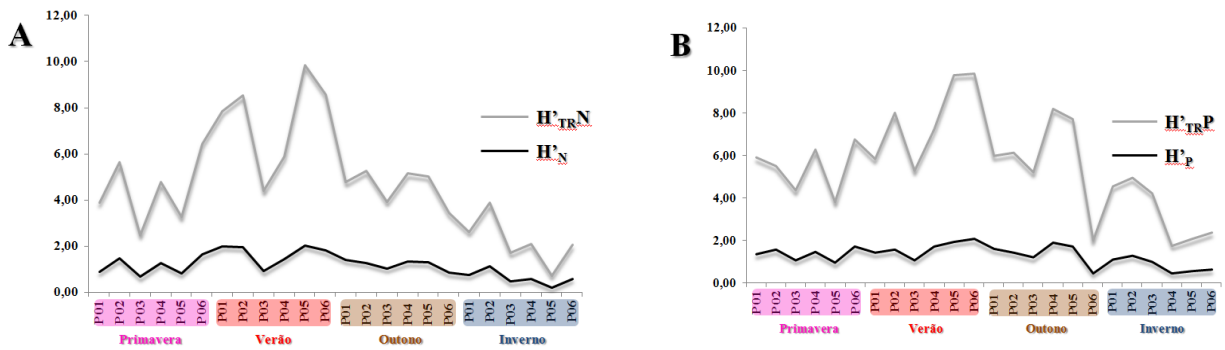 A
12,00
10,00
8,00
6,00
4,00
2,00
0,00
H'TRN
H'N
P01 P02 P03 P04 P05 P06 P01 P02 P03 P04 P05 P06 P01 P02 P03 P04 P05 P06 P01 P02 P03 P04 P05 P06
Primavera Verão Outono Inverno
B
12,00
10,00
8,00
6,00
4,00
2,00
0,00
H'TRP
H'P
P01 P02 P03 P04 P05 P06 P01 P02 P03 P04 P05 P06 P01 P02 P03 P04 P05 P06 P01 P02 P03 P04 P05 P06
Primavera Verão Outono Inverno